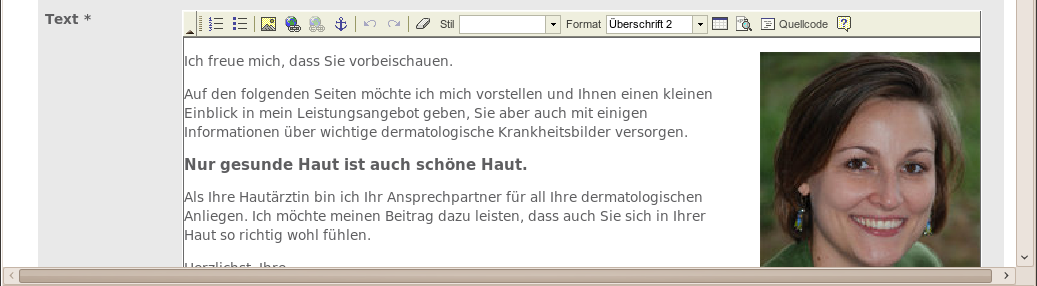 Text *
Stil
Format Überschrift 2
Quellcode
Ich freue mich, dass Sie vorbeischauen.
Auf den folgenden Seiten möchte ich mich vorstellen und Ihnen einen kleinen
Einblick in mein Leistungsangebot geben, Sie aber auch mit einigen
Informationen über wichtige dermatologische Krankheitsbilder versorgen.
Nur gesunde Haut ist auch schöne Haut.
Als Ihre Hautärztin bin ich Ihr Ansprechpartner für all Ihre dermatologischen
Anliegen. Ich möchte meinen Beitrag dazu leisten, dass auch Sie sich in Ihrer
Haut so richtig wohl fühlen.
Herzlichst, Ihre